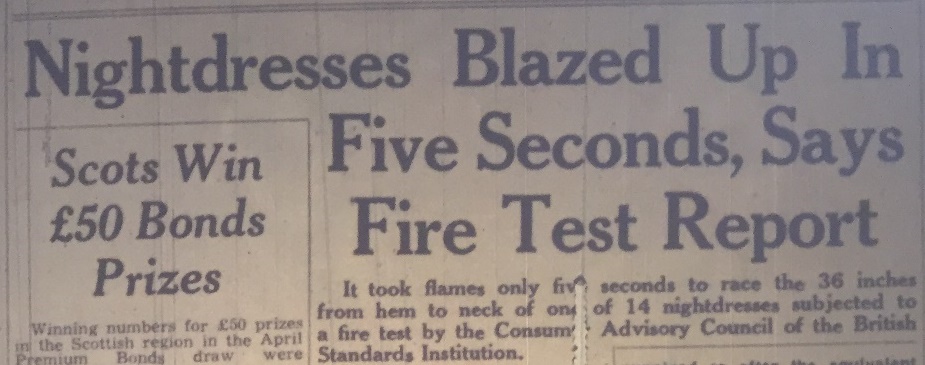 Nightdresses Blazed Up In
Five Seconds, Says
Fire Test Report
Scots Win
£50 Bonds
Prizes
Winning numbers for £50 prizes
in the Scottish region in the April
Premium Bonds draw were
It took flames only five seconds to race the 36 inches
from hem to neck of one of 14 nightdresses subjected to
a fire test by the Consum Advisory Council of the British
Standards Institution.